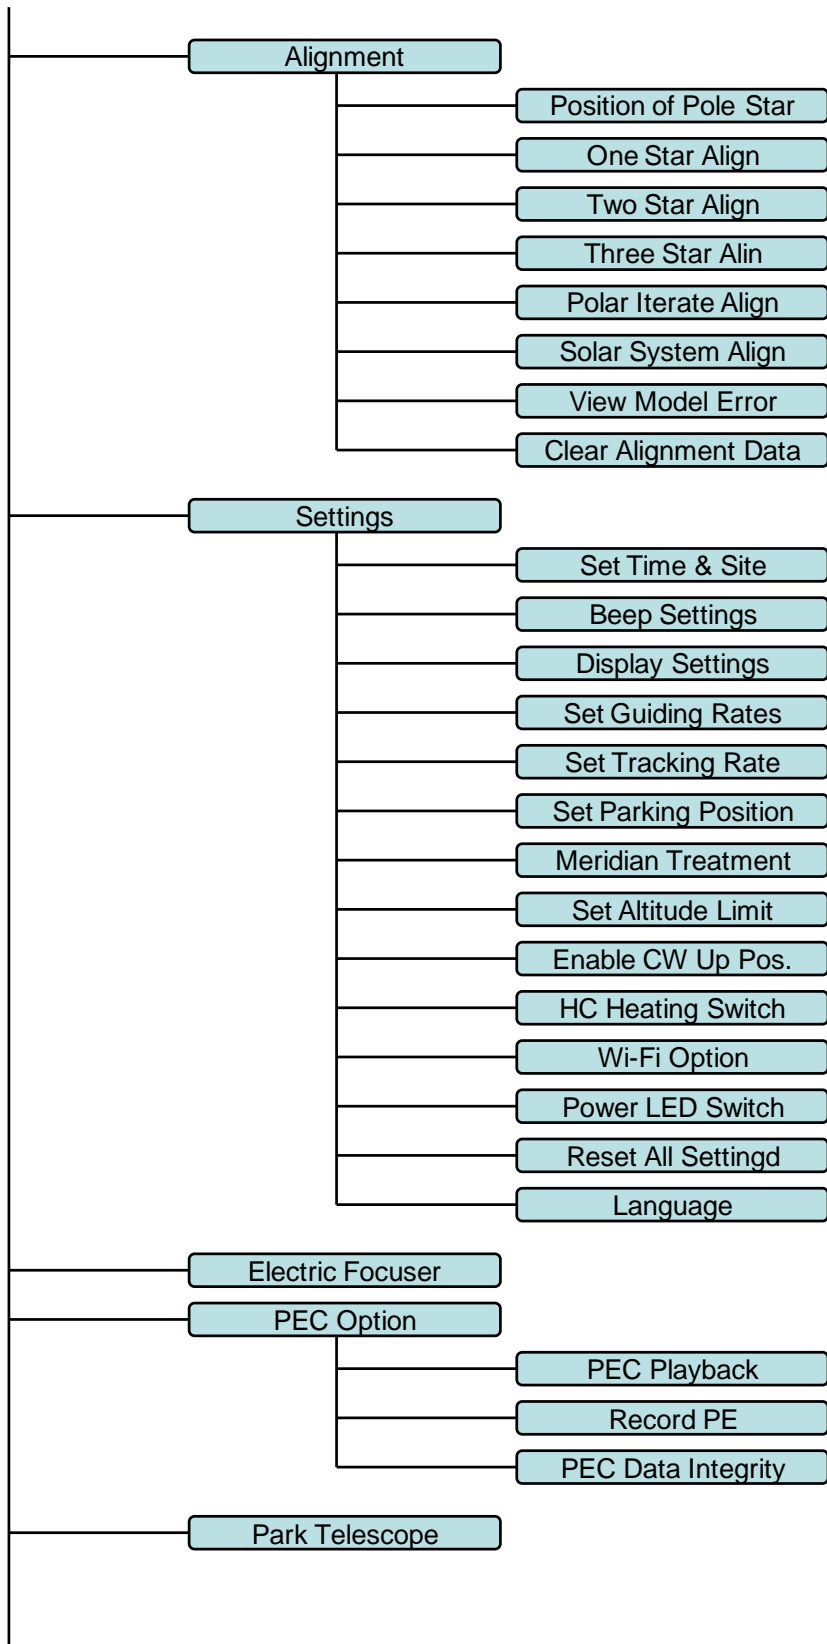 Alignment
Position of Pole Star
One Star Align
Two Star Align
Three Star Alin
Polar Iterate Align
Solar System Align
View Model Error
Clear Alignment Data
Settings
Set Time & Site
Beep Settings
Display Settings
Set Guiding Rates
Set Tracking Rate
Set Parking Position
Meridian Treatment
Set Altitude Limit
Enable CW Up Pos.
HC Heating Switch
Wi-Fi Option
Power LED Switch
Reset All Settingd
Language
Electric Focuser
PEC Option
PEC Playback
Record PE
PEC Data Integrity
Park Telescope